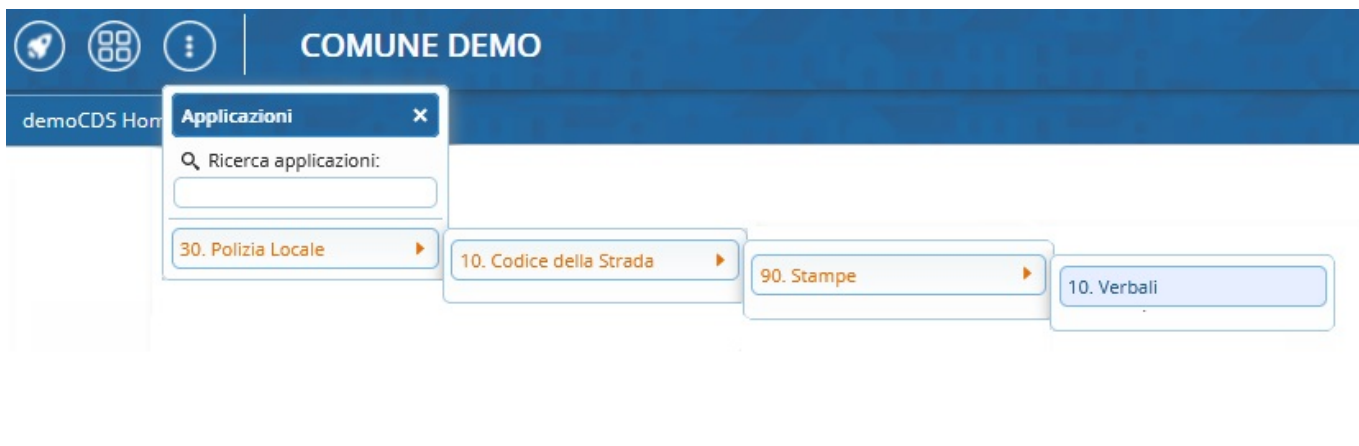 COMUNE DEMO
demoCDS Hom
Applicazioni
Ricerca applicazioni:
30. Polizia Locale
10. Codice della Strada
90. Stampe
10. Verbali